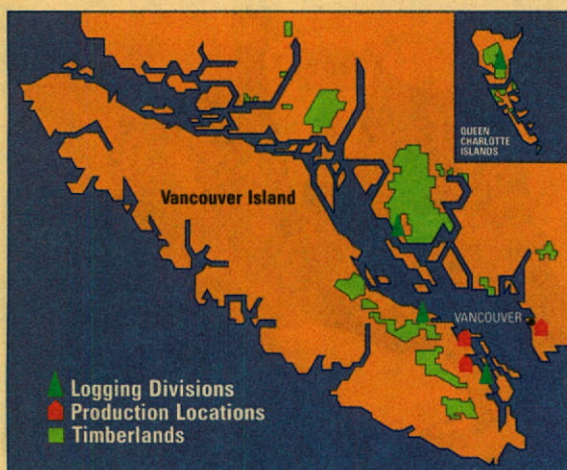 QUEEN
CHARLOTTE
ISLANDS
Vancouver Island
VANCOUVER
Logging Divisions
Production Locations
Timberlands